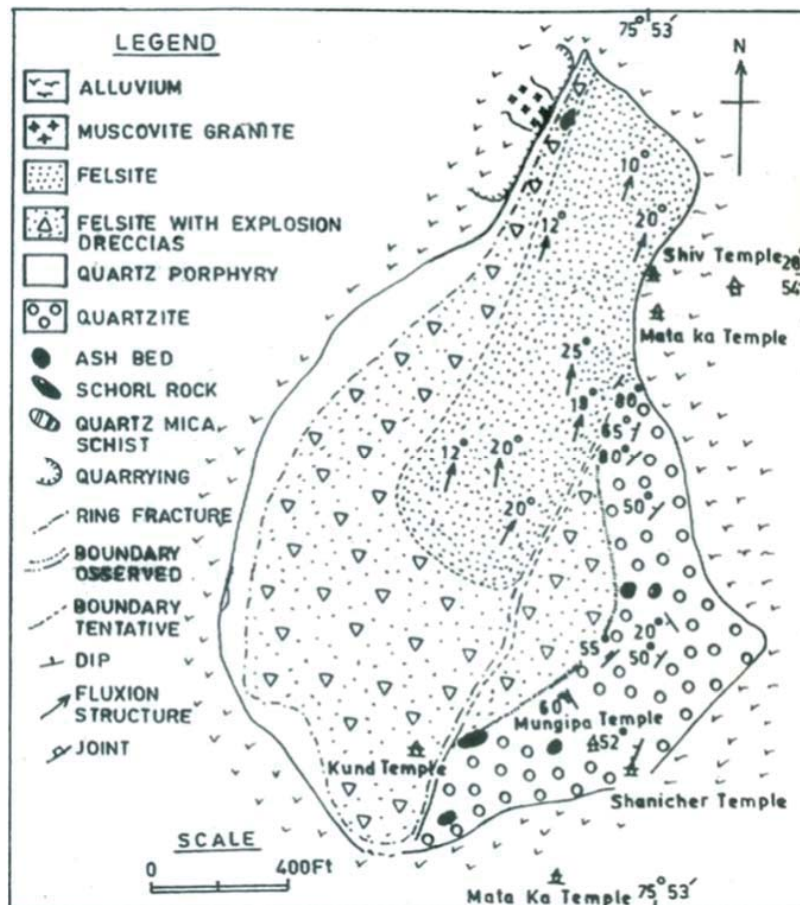 LEGEND
ALLUVIUM
MUSCOVITE GRANITE
FELSITE
FELSITE WITH EXPLOSION
DRECCIAS
QUARTZ PORPHYRY
QUARTZITE
ASH BED
SCHORL ROCK
QUARTZ MICA
SCHIST
QUARRYING
RING FRACTURE
BOUNDARY
OSSERVED
BOUNDARY
TENTATIVE
DIP
FLUXION
STRUCTURE
JOINT
SCALE
0 400Ft
75° 53′
N
10°
12°
20°
Shiv Temple
28°
54′
Mata ka Temple
25°
18°
80°
65°
80°
50°
12°
20°
20°
20°
55°
50°
60°
Mungipa Temple
52°
Kund Temple
Shanicher Temple
Mata Ka Temple 75° 53′